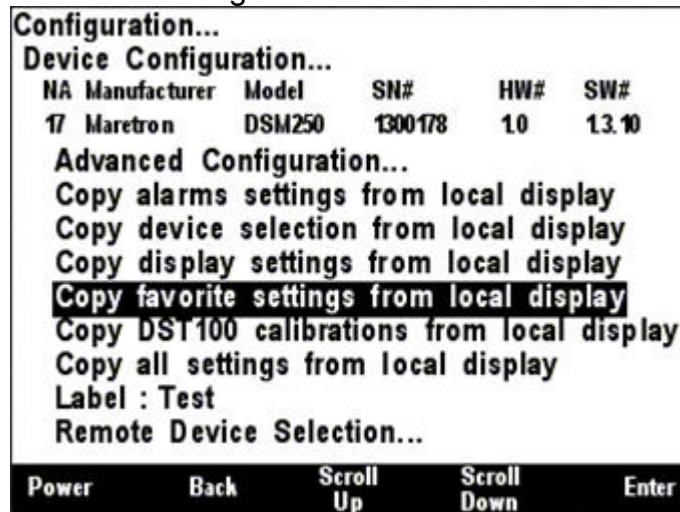 Configuration...
Device Configuration...
NA Manufacturer Model SN# HW# SW#
17 Maretron DSM250 1300178 1.0 1.3.10
Advanced Configuration...
Copy alarms settings from local display
Copy device selection from local display
Copy display settings from local display
Copy favorite settings from local display
Copy DST100 calibrations from local display
Copy all settings from local display
Label : Test
Remote Device Selection...
Power Back Scroll Up Scroll Down Enter